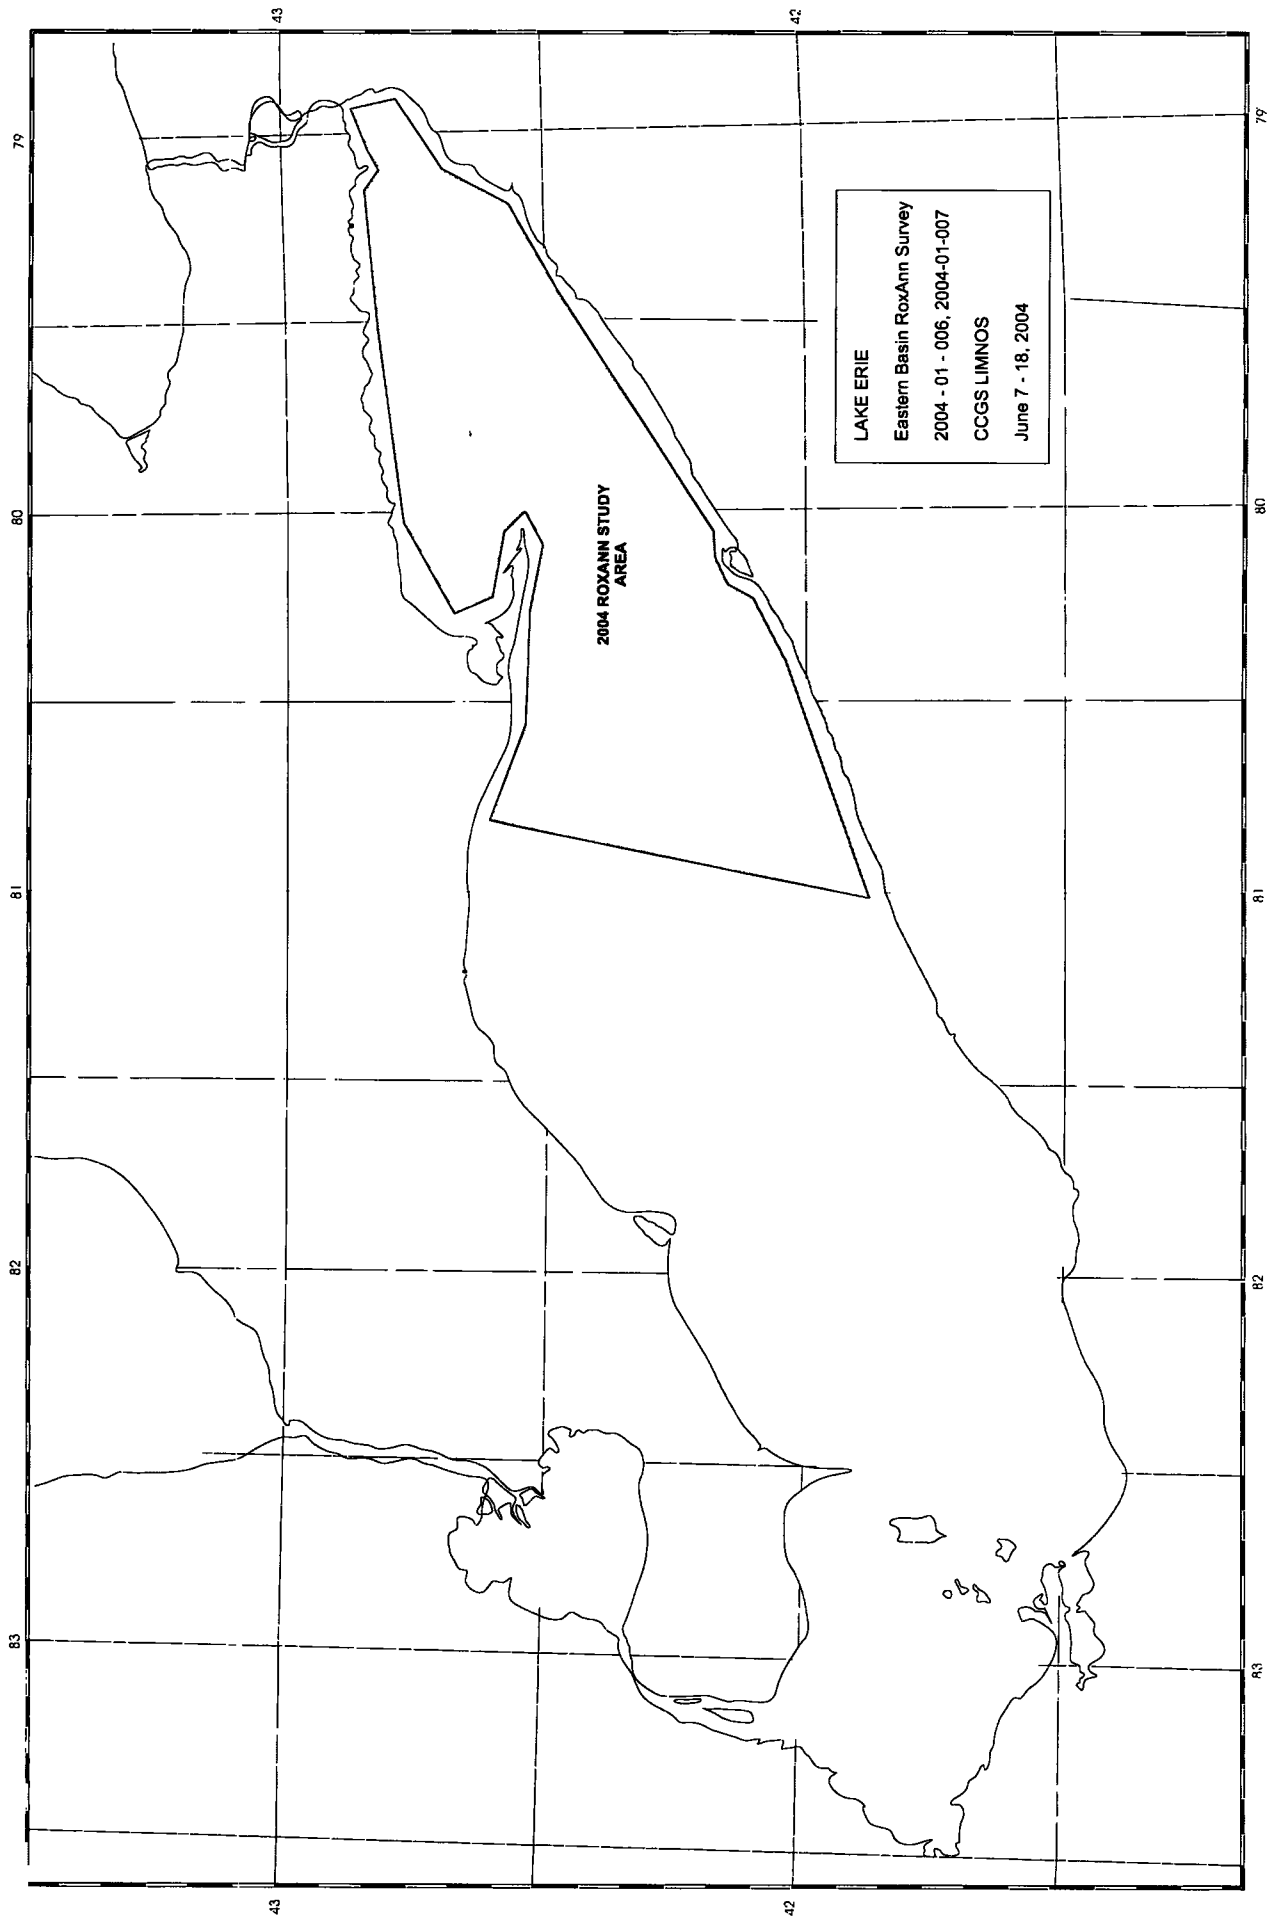 43
42
79
80
81
82
83
79
80
81
82
83
43
42
2004 ROXANN STUDY
AREA
LAKE ERIE
Eastern Basin RoxAnn Survey
2004 - 01 - 006, 2004-01-007
CCGS LIMNOS
June 7 - 18, 2004